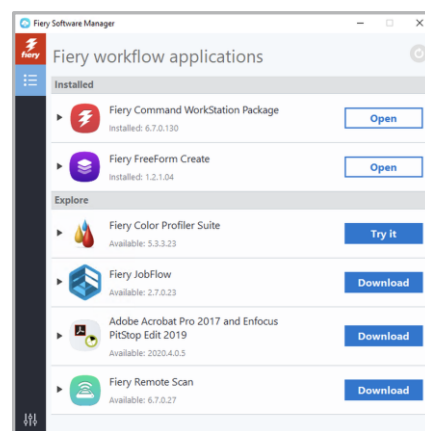 Fiery Software Manager
fiery
Fiery workflow applications
Installed
Fiery Command WorkStation Package
Installed: 6.7.0.130
Open
Fiery FreeForm Create
Installed: 1.2.1.04
Open
Explore
Fiery Color Profiler Suite
Available: 5.3.3.23
Try it
Fiery JobFlow
Available: 2.7.0.23
Download
Adobe Acrobat Pro 2017 and Enfocus
PitStop Edit 2019
Available: 2020.4.0.5
Download
Fiery Remote Scan
Available: 6.7.0.27
Download